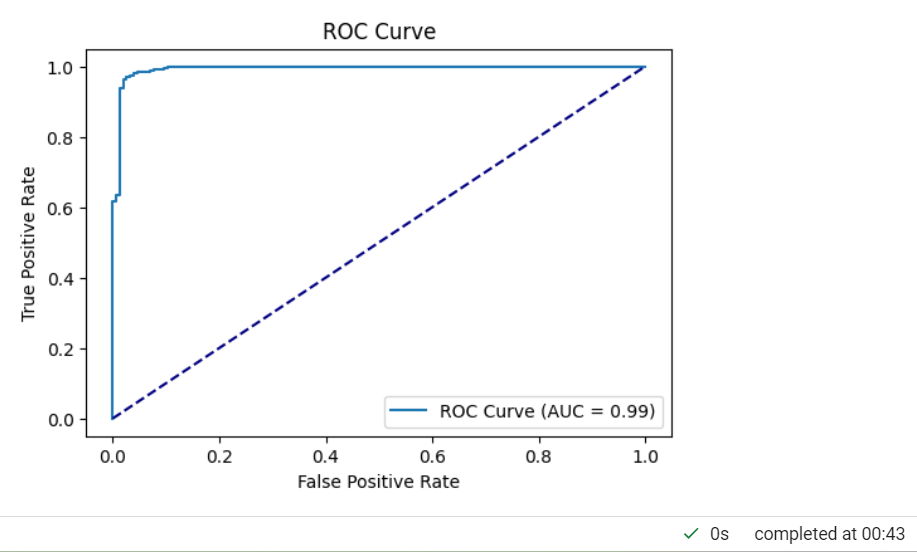 ROC Curve
1.0
0.8
0.6
0.4
0.2
0.0
True Positive Rate
ROC Curve (AUC = 0.99)
0.0 0.2 0.4 0.6 0.8 1.0
False Positive Rate
0s completed at 00:43